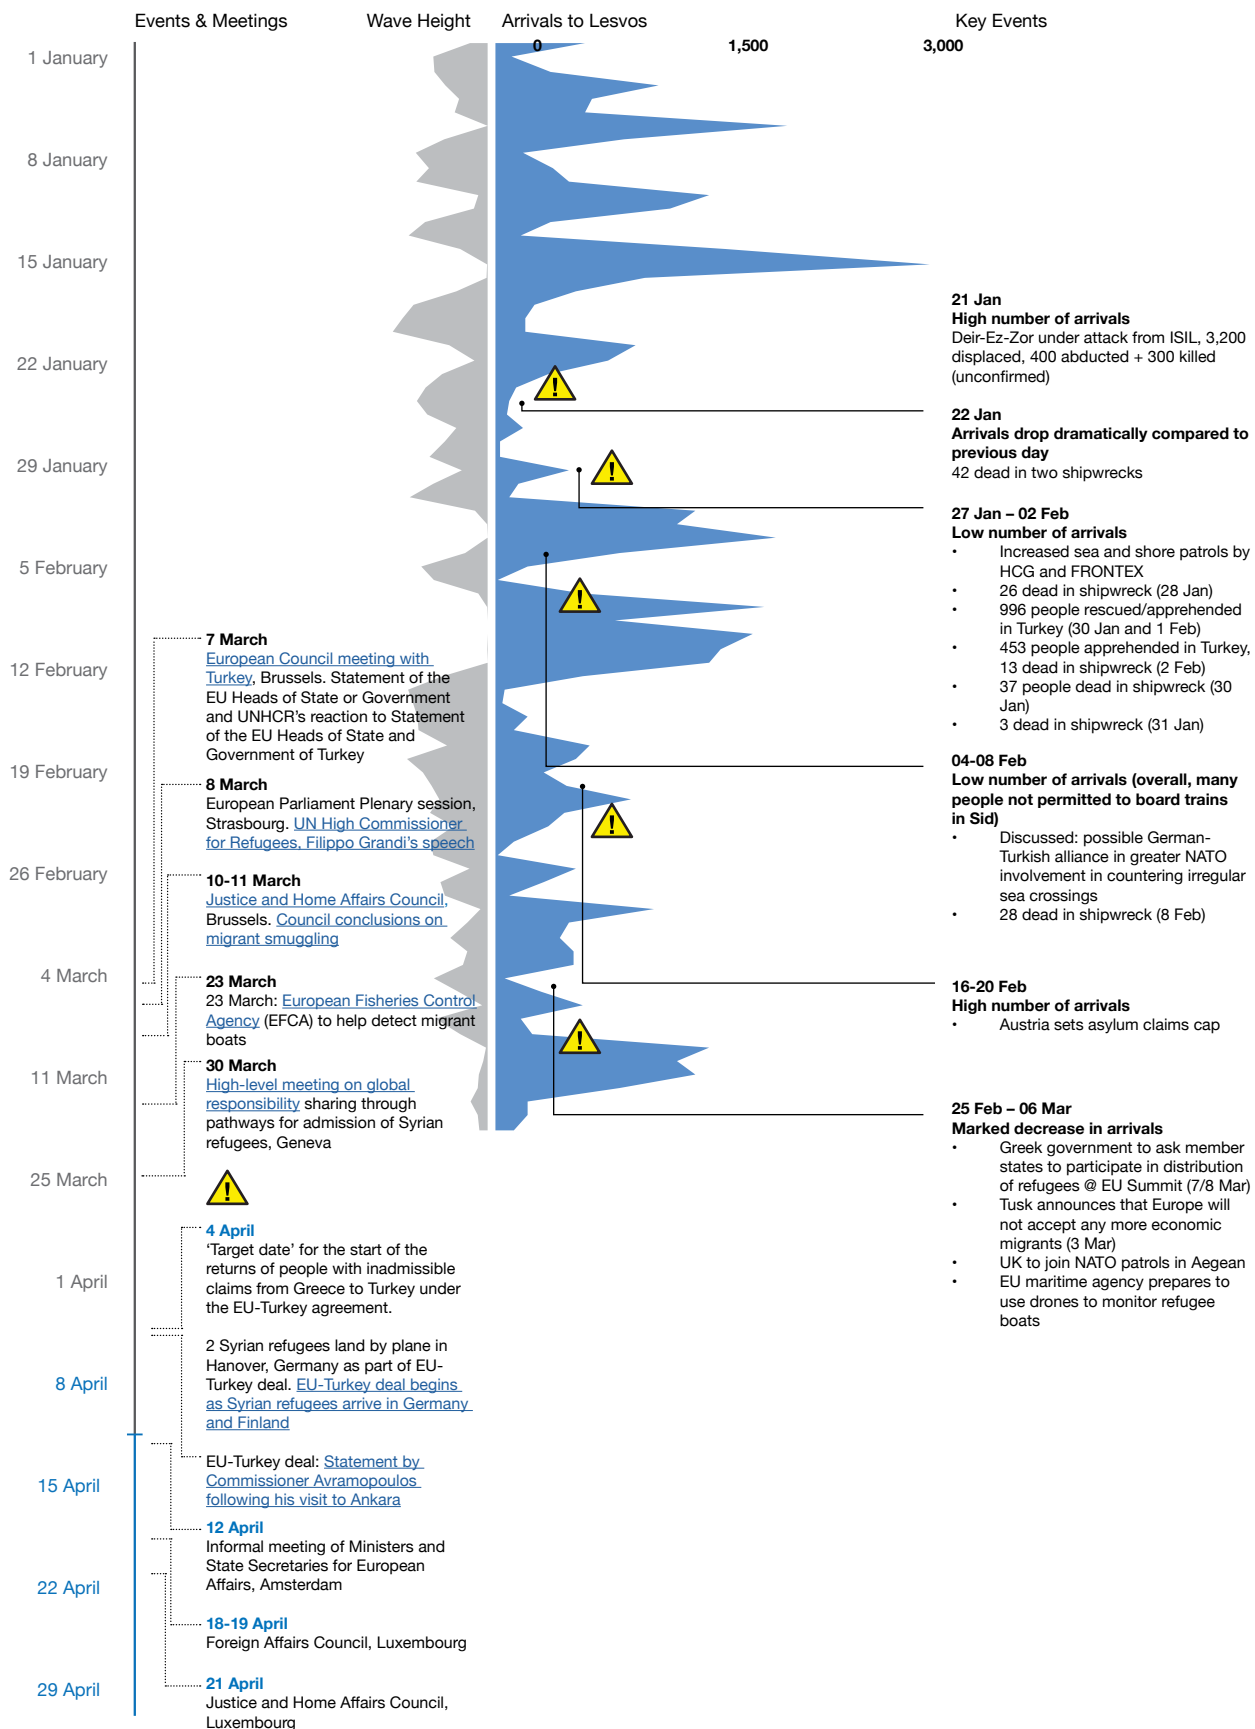 Events & Meetings
Wave Height
Arrivals to Lesvos
Key Events
0
1,500
3,000
1 January
8 January
15 January
22 January
29 January
5 February
12 February
19 February
26 February
4 March
11 March
25 March
1 April
8 April
15 April
22 April
29 April
7 March
European Council meeting with
Turkey, Brussels. Statement of the
EU Heads of State or Government
and UNHCR's reaction to Statement
of the EU Heads of State and
Government of Turkey
8 March
European Parliament Plenary session,
Strasbourg. UN High Commissioner
for Refugees, Filippo Grandi's speech
10-11 March
Justice and Home Affairs Council,
Brussels. Council conclusions on
migrant smuggling
23 March
23 March: European Fisheries Control
Agency (EFCA) to help detect migrant
boats
30 March
High-level meeting on global
responsibility sharing through
pathways for admission of Syrian
refugees, Geneva
!
4 April
'Target date' for the start of the
returns of people with inadmissible
claims from Greece to Turkey under
the EU-Turkey agreement.
2 Syrian refugees land by plane in
Hanover, Germany as part of EU-
Turkey deal. EU-Turkey deal begins
as Syrian refugees arrive in Germany
and Finland
EU-Turkey deal: Statement by
Commissioner Avramopoulos
following his visit to Ankara
12 April
Informal meeting of Ministers and
State Secretaries for European
Affairs, Amsterdam
18-19 April
Foreign Affairs Council, Luxembourg
21 April
Justice and Home Affairs Council,
Luxembourg
!
!
!
!
!
21 Jan
High number of arrivals
Deir-Ez-Zor under attack from ISIL, 3,200
displaced, 400 abducted + 300 killed
(unconfirmed)
22 Jan
Arrivals drop dramatically compared to
previous day
42 dead in two shipwrecks
27 Jan – 02 Feb
Low number of arrivals
• Increased sea and shore patrols by
HCG and FRONTEX
• 26 dead in shipwreck (28 Jan)
• 996 people rescued/apprehended
in Turkey (30 Jan and 1 Feb)
• 453 people apprehended in Turkey,
13 dead in shipwreck (2 Feb)
• 37 people dead in shipwreck (30
Jan)
• 3 dead in shipwreck (31 Jan)
04-08 Feb
Low number of arrivals (overall, many
people not permitted to board trains
in Sid)
• Discussed: possible German-
Turkish alliance in greater NATO
involvement in countering irregular
sea crossings
• 28 dead in shipwreck (8 Feb)
16-20 Feb
High number of arrivals
• Austria sets asylum claims cap
25 Feb – 06 Mar
Marked decrease in arrivals
• Greek government to ask member
states to participate in distribution
of refugees @ EU Summit (7/8 Mar)
• Tusk announces that Europe will
not accept any more economic
migrants (3 Mar)
• UK to join NATO patrols in Aegean
• EU maritime agency prepares to
use drones to monitor refugee
boats